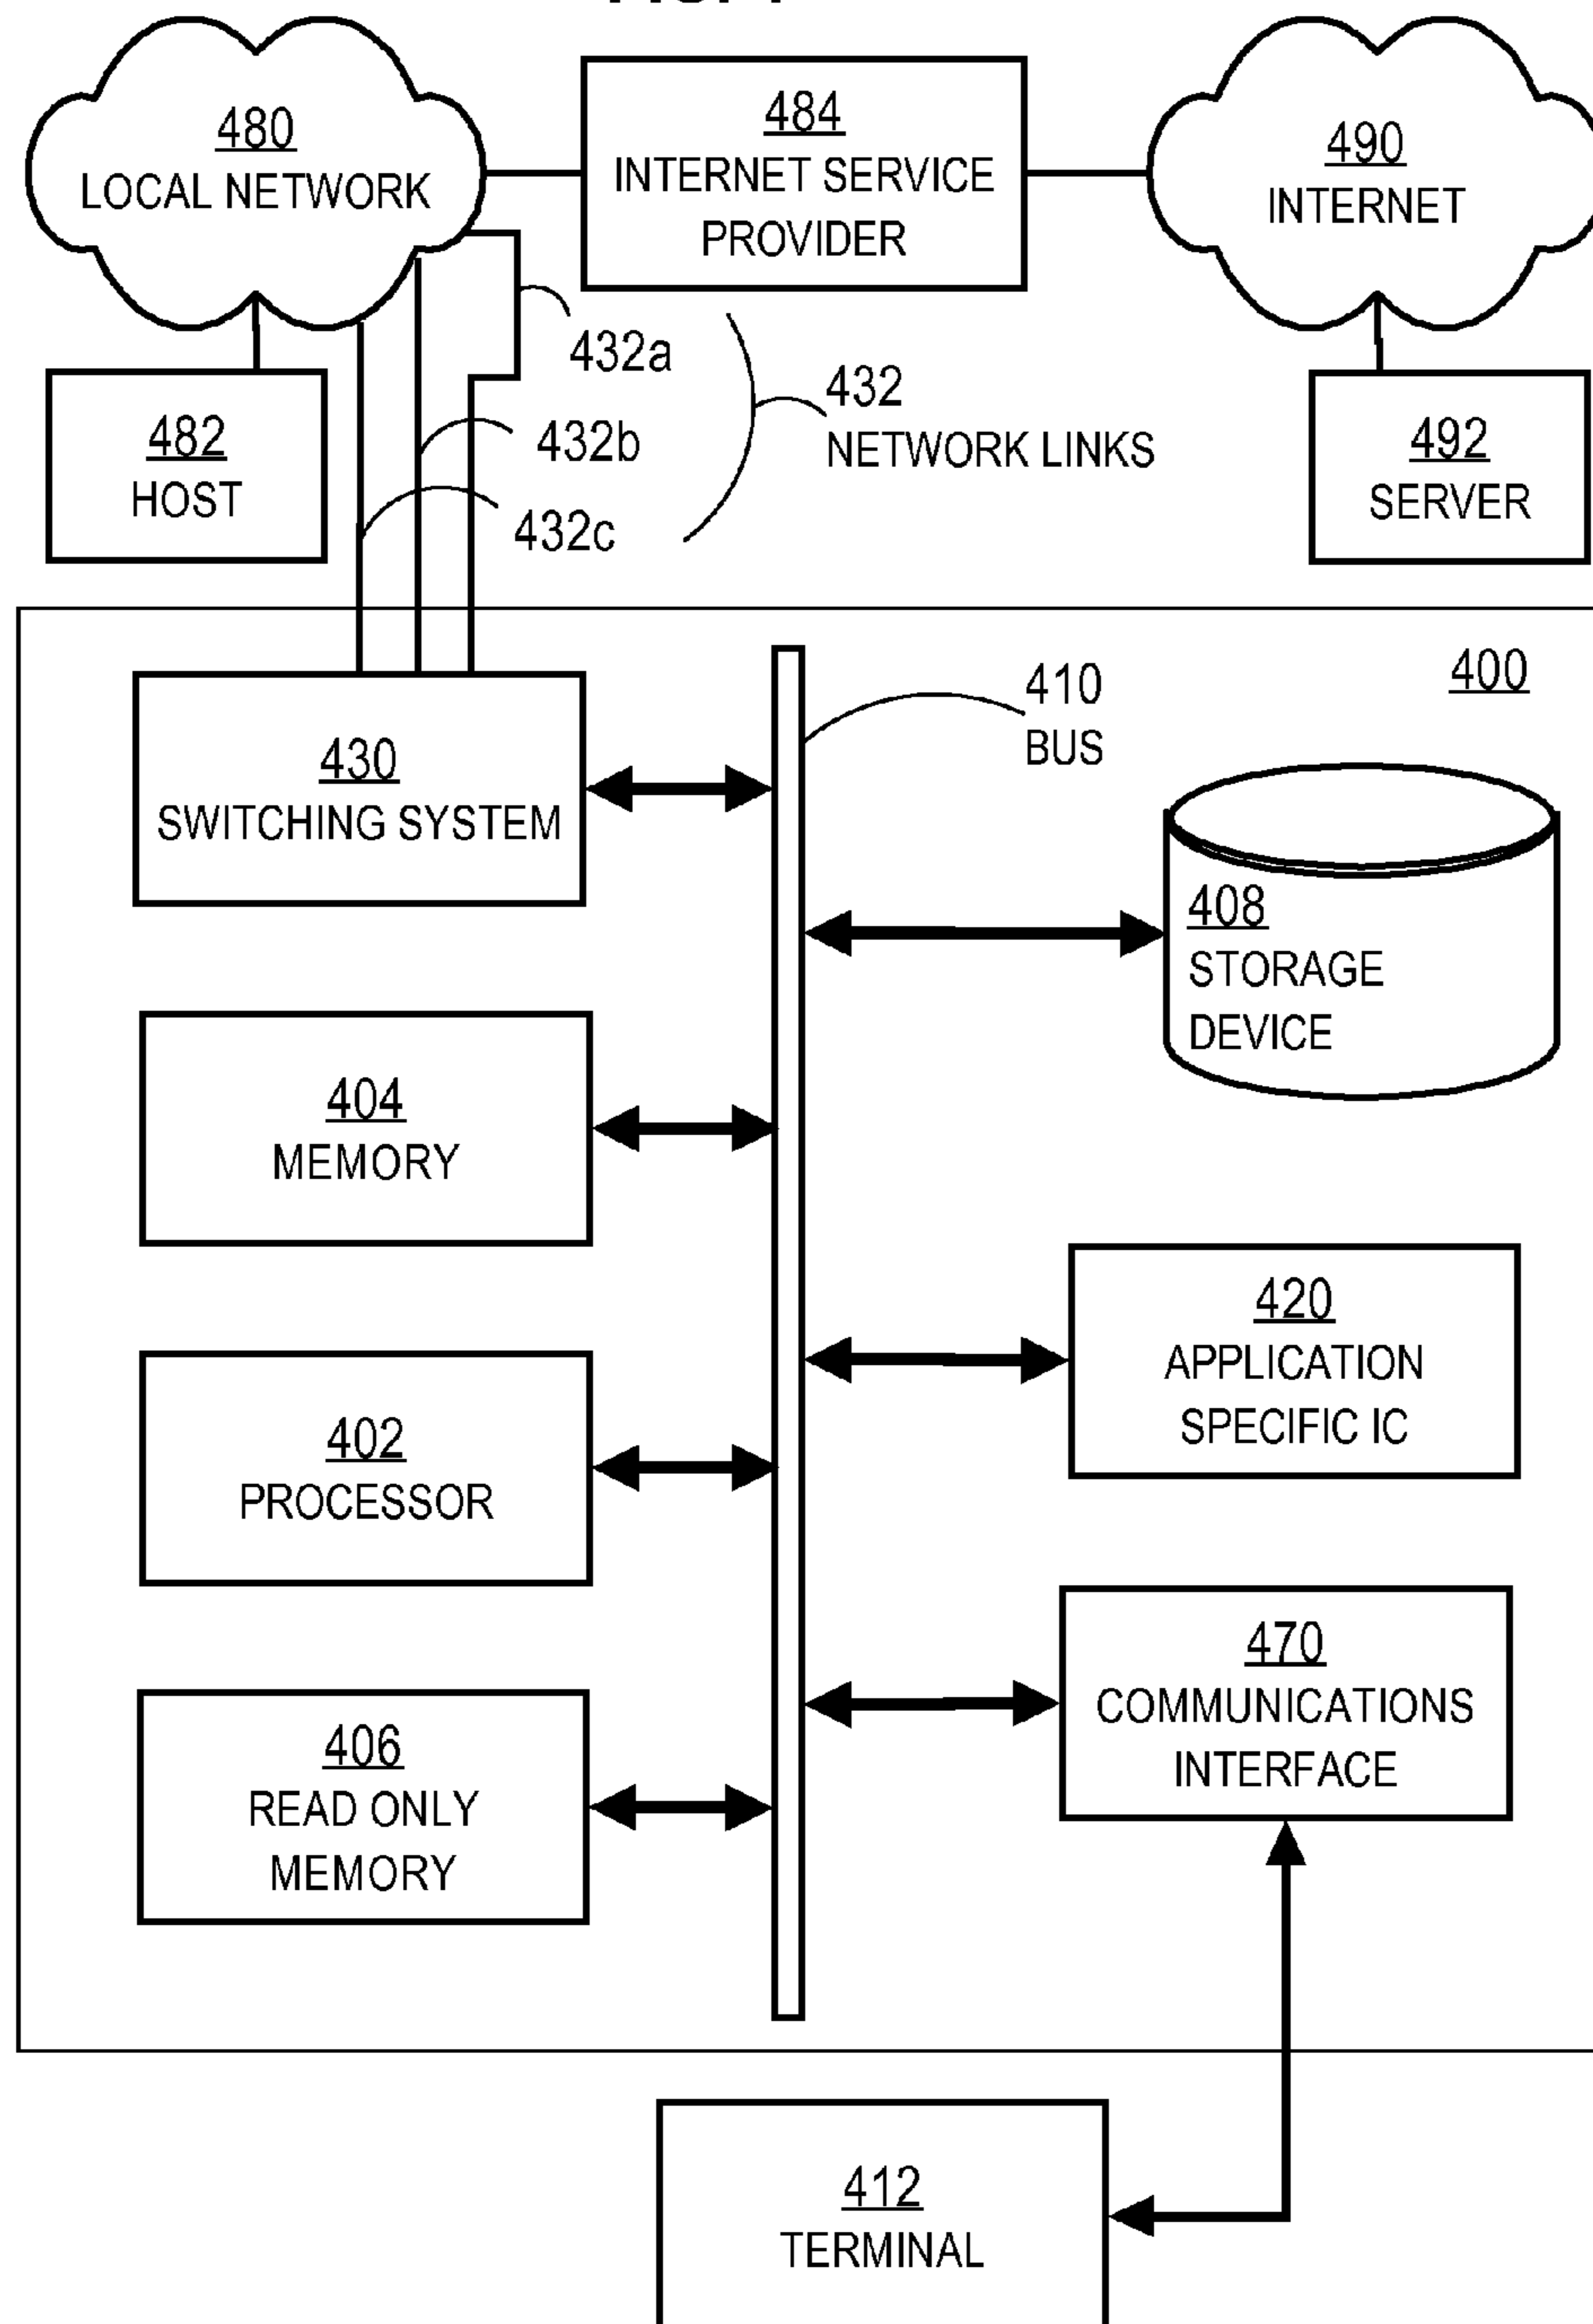 480
LOCAL NETWORK
484
INTERNET SERVICE
PROVIDER
490
INTERNET
432a
432
NETWORK LINKS
482
HOST
432b
432c
492
SERVER
400
410
BUS
430
SWITCHING SYSTEM
408
STORAGE
DEVICE
404
MEMORY
420
APPLICATION
SPECIFIC IC
402
PROCESSOR
470
COMMUNICATIONS
INTERFACE
406
READ ONLY
MEMORY
412
TERMINAL